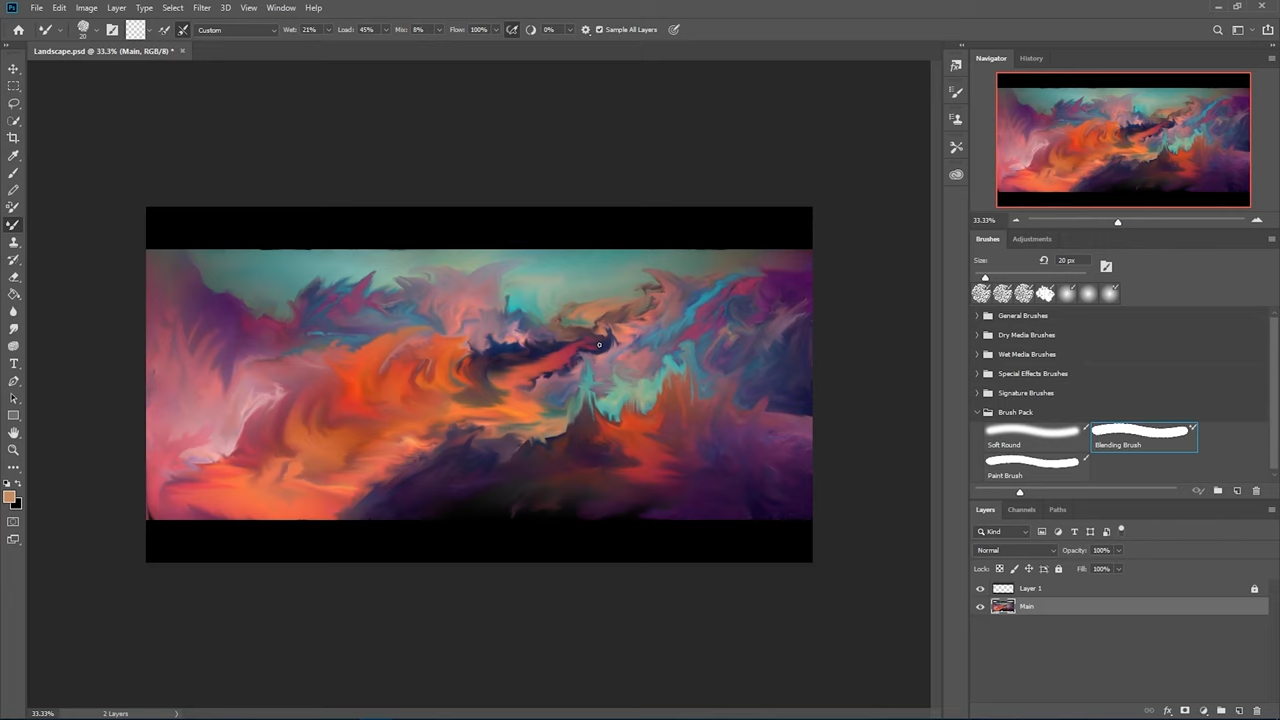 Ps File Edit Image Layer Type Select Filter 3D View Window Help
20 Custom Wet: 21% Load: 45% Mix: 8% Flow: 100% 0% Sample All Layers
Landscape.psd @ 33.3% (Main, RGB/8) * ×
Navigator History
33.33%
Brushes Adjustments
Size: 20 px
General Brushes
Dry Media Brushes
Wet Media Brushes
Special Effects Brushes
Signature Brushes
Brush Pack
Soft Round Blending Brush
Paint Brush
Layers Channels Paths
Kind
Normal Opacity: 100%
Lock: Fill: 100%
Layer 1
Main
33.33% 2 Layers